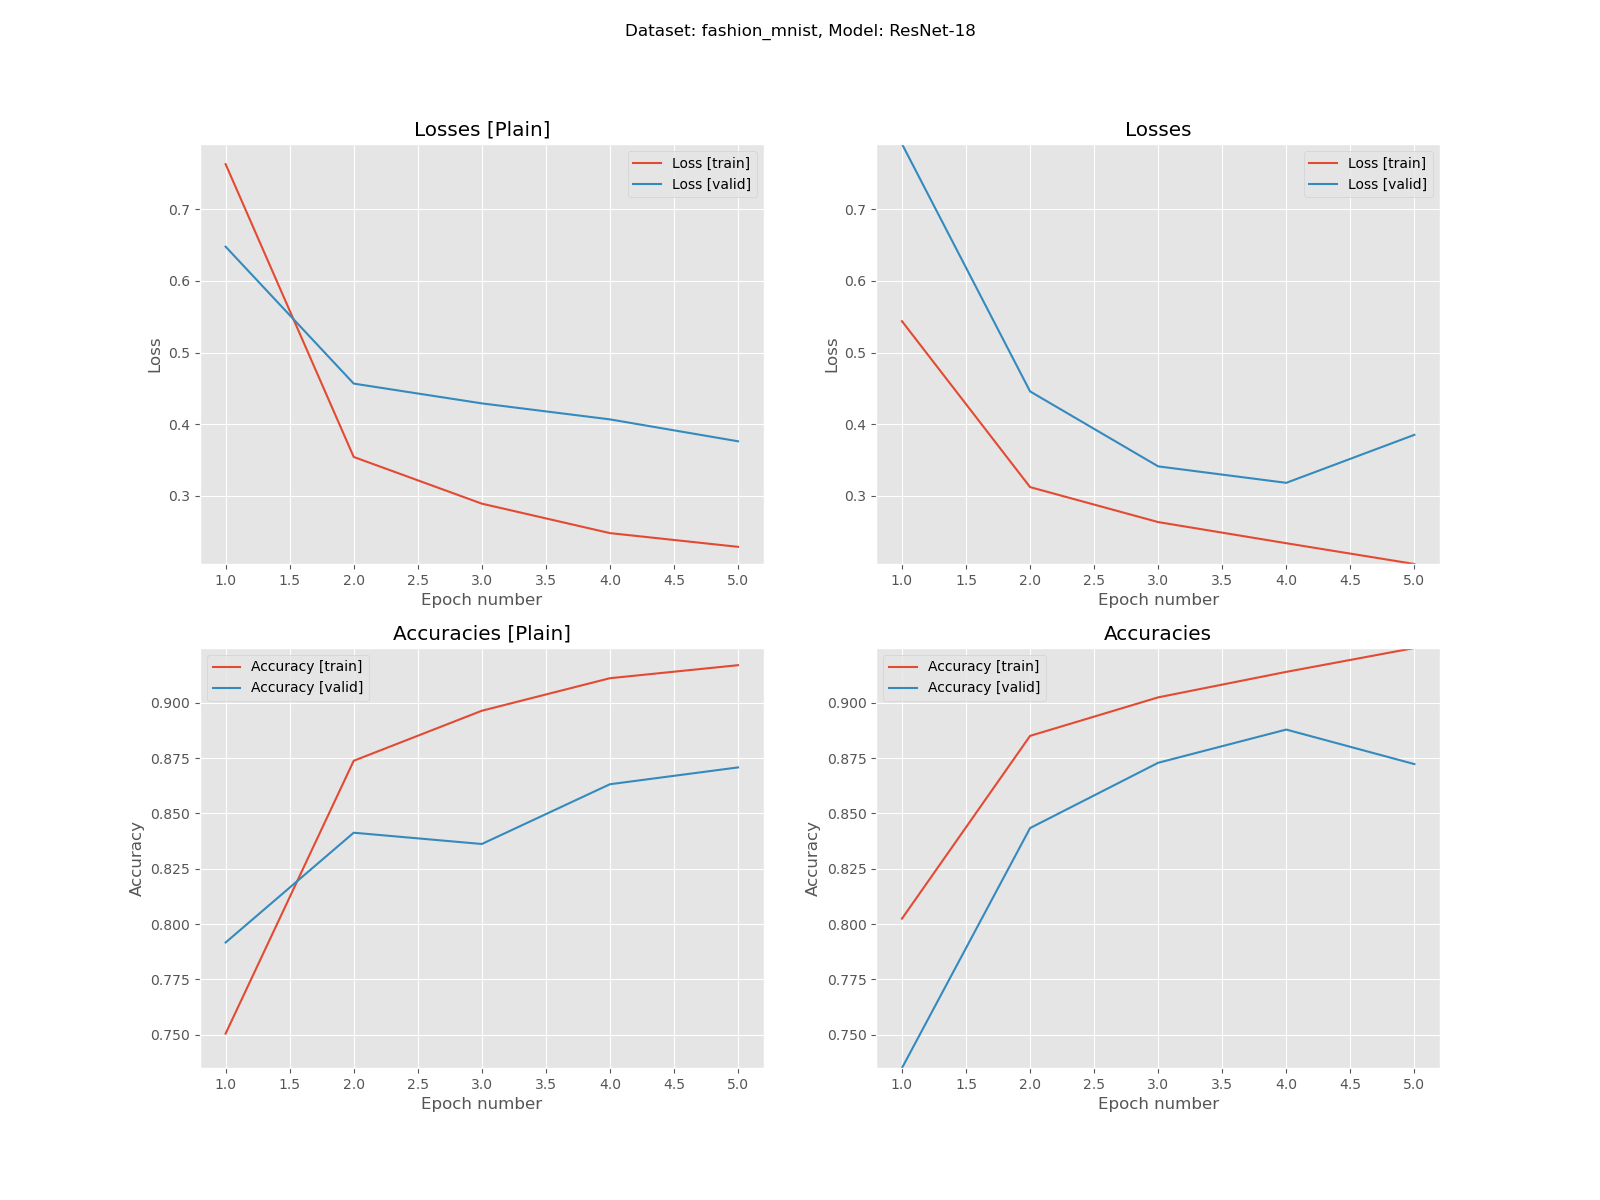 Dataset: fashion_mnist, Model: ResNet-18
Losses [Plain]
Loss [train]
Loss [valid]
0.7
0.6
0.5
0.4
0.3
Loss
1.0 1.5 2.0 2.5 3.0 3.5 4.0 4.5 5.0
Epoch number
Losses
Loss [train]
Loss [valid]
0.7
0.6
0.5
0.4
0.3
Loss
1.0 1.5 2.0 2.5 3.0 3.5 4.0 4.5 5.0
Epoch number
Accuracies [Plain]
Accuracy [train]
Accuracy [valid]
0.900
0.875
0.850
0.825
0.800
0.775
0.750
Accuracy
1.0 1.5 2.0 2.5 3.0 3.5 4.0 4.5 5.0
Epoch number
Accuracies
Accuracy [train]
Accuracy [valid]
0.900
0.875
0.850
0.825
0.800
0.775
0.750
Accuracy
1.0 1.5 2.0 2.5 3.0 3.5 4.0 4.5 5.0
Epoch number